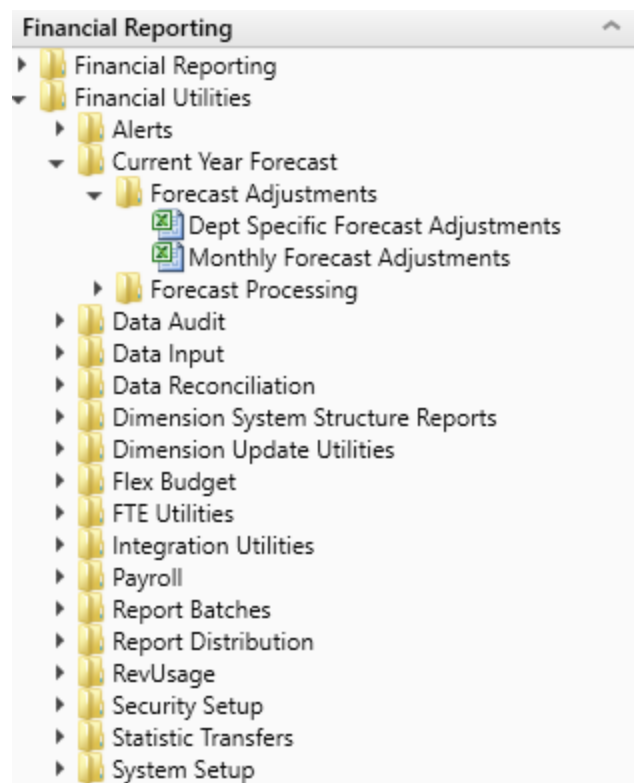 Financial Reporting
Financial Reporting
Financial Utilities
Alerts
Current Year Forecast
Forecast Adjustments
Dept Specific Forecast Adjustments
Monthly Forecast Adjustments
Forecast Processing
Data Audit
Data Input
Data Reconciliation
Dimension System Structure Reports
Dimension Update Utilities
Flex Budget
FTE Utilities
Integration Utilities
Payroll
Report Batches
Report Distribution
RevUsage
Security Setup
Statistic Transfers
System Setup